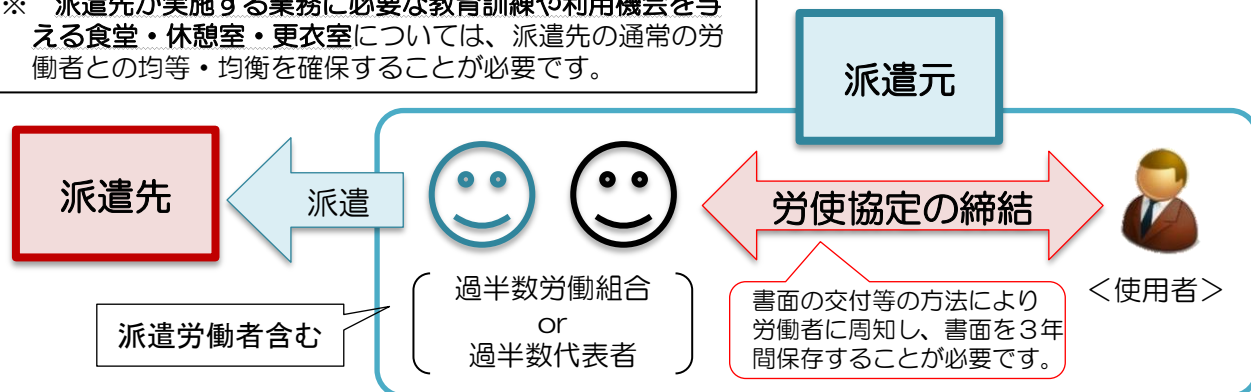 ※ 派遣先が実施する業務に必要な教育訓練や利用機会を与
える食堂・休憩室・更衣室については、派遣先の通常の労
働者との均等・均衡を確保することが必要です。
派遣元
派遣先
派遣
労使協定の締結
過半数労働組合
or
過半数代表者
派遣労働者含む
書面の交付等の方法により
労働者に周知し、書面を３年
間保存することが必要です。
＜使用者＞